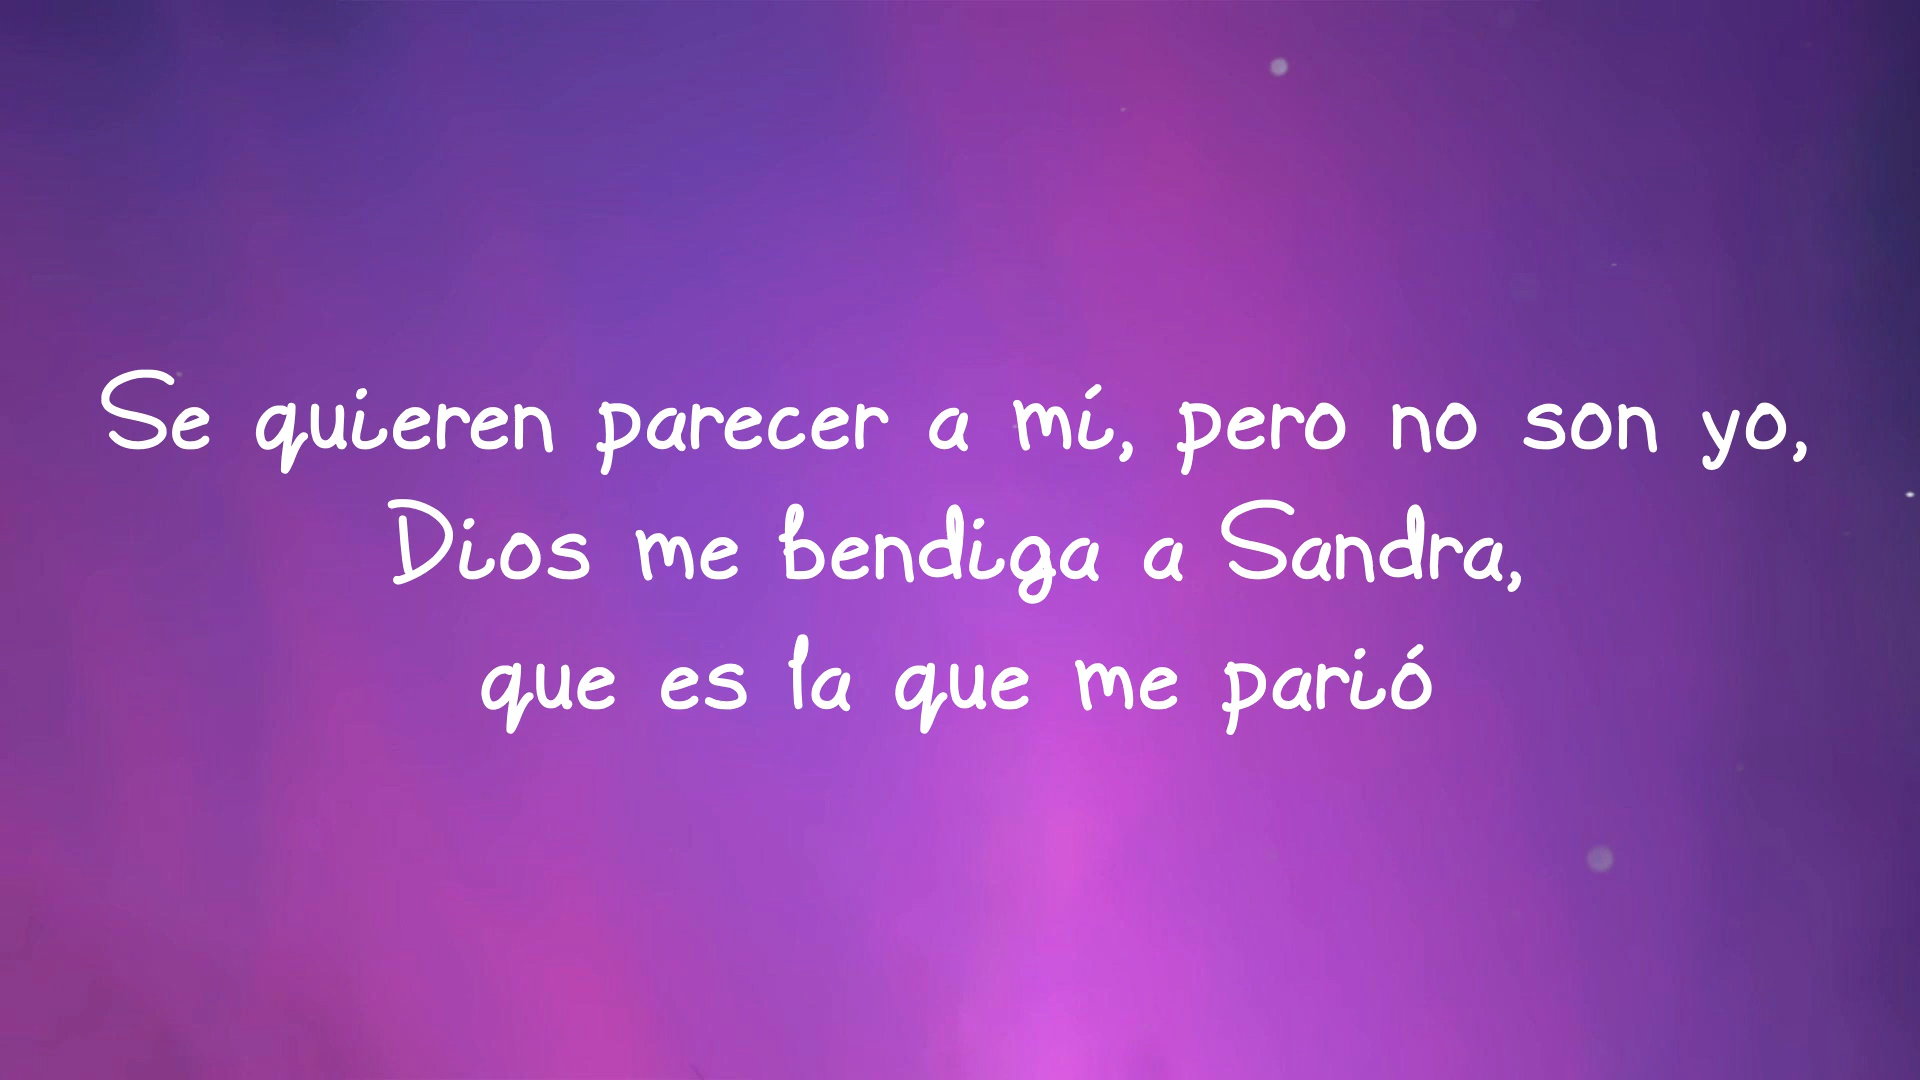 Se quieren parecer a mí, pero no son yo,
Dios me bendiga a Sandra,
que es la que me parió